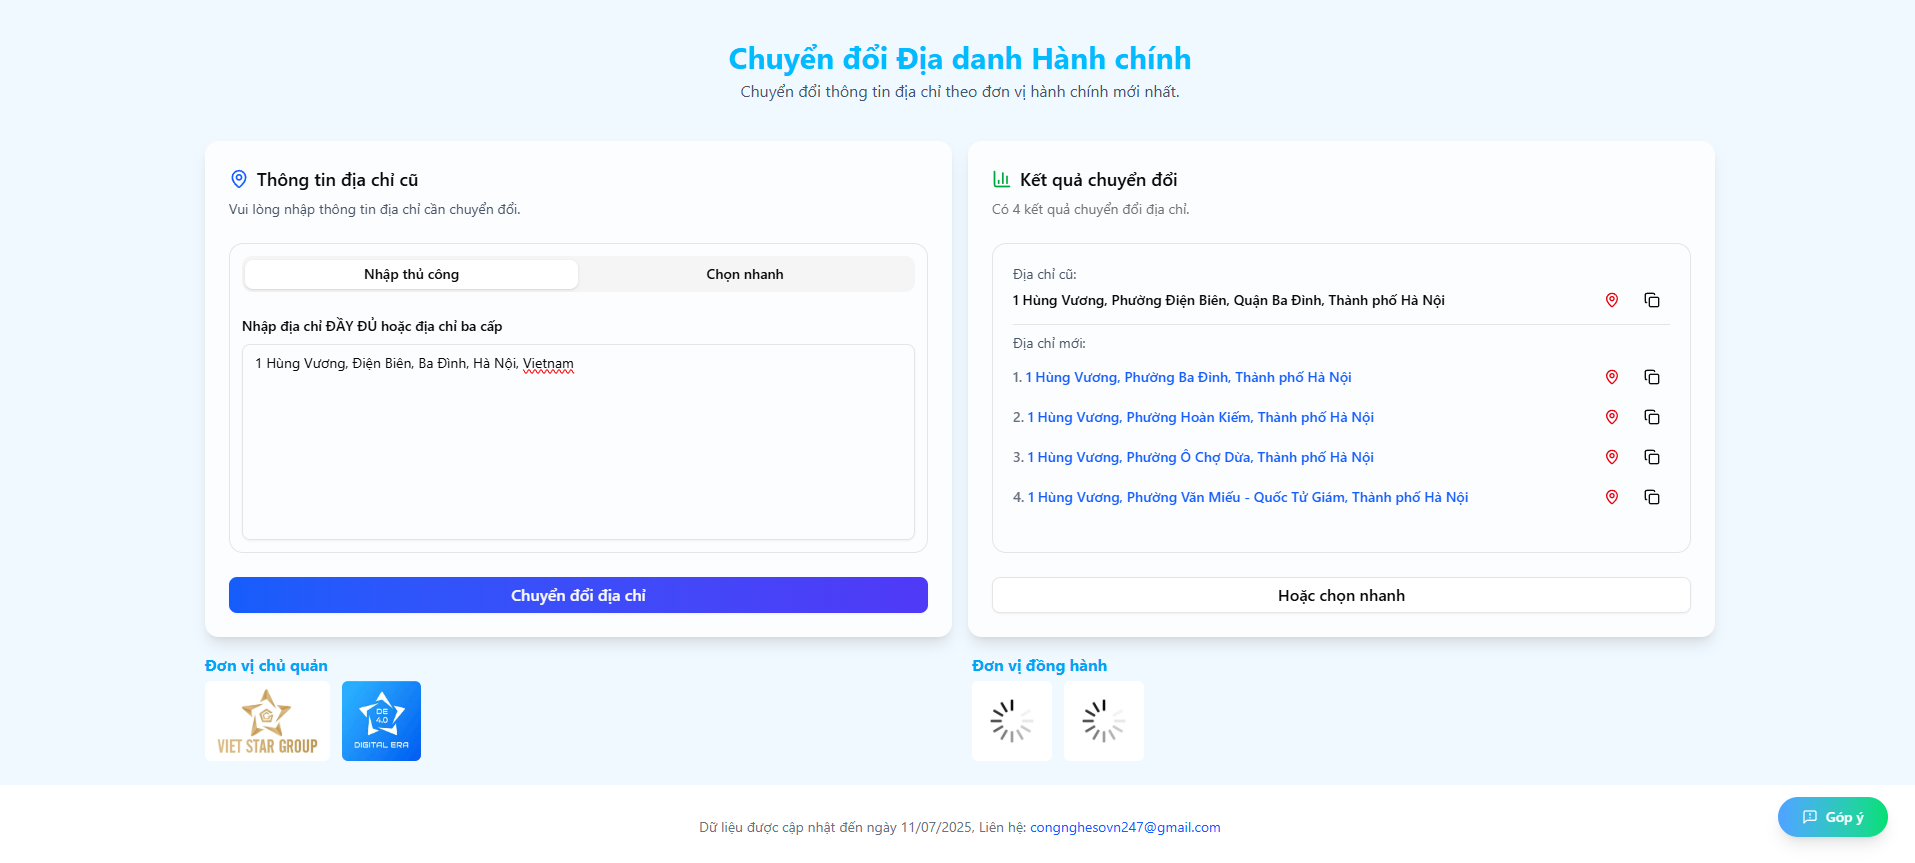 Chuyển đổi Địa danh Hành chính
Chuyển đổi thông tin địa chỉ theo đơn vị hành chính mới nhất.
Thông tin địa chỉ cũ
Vui lòng nhập thông tin địa chỉ cần chuyển đổi.
Nhập thủ công
Chọn nhanh
Nhập địa chỉ ĐẦY ĐỦ hoặc địa chỉ ba cấp
1 Hùng Vương, Điện Biên, Ba Đình, Hà Nội, Vietnam
Chuyển đổi địa chỉ
Kết quả chuyển đổi
Có 4 kết quả chuyển đổi địa chỉ.
Địa chỉ cũ:
1 Hùng Vương, Phường Điện Biên, Quận Ba Đình, Thành phố Hà Nội
Địa chỉ mới:
1. 1 Hùng Vương, Phường Ba Đình, Thành phố Hà Nội
2. 1 Hùng Vương, Phường Hoàn Kiếm, Thành phố Hà Nội
3. 1 Hùng Vương, Phường Ô Chợ Dừa, Thành phố Hà Nội
4. 1 Hùng Vương, Phường Văn Miếu - Quốc Tử Giám, Thành phố Hà Nội
Hoặc chọn nhanh
Đơn vị chủ quản
VIET STAR GROUP
DE
4.0
DIGITAL ERA
Đơn vị đồng hành
Dữ liệu được cập nhật đến ngày 11/07/2025, Liên hệ: congnghesovn247@gmail.com
Góp ý